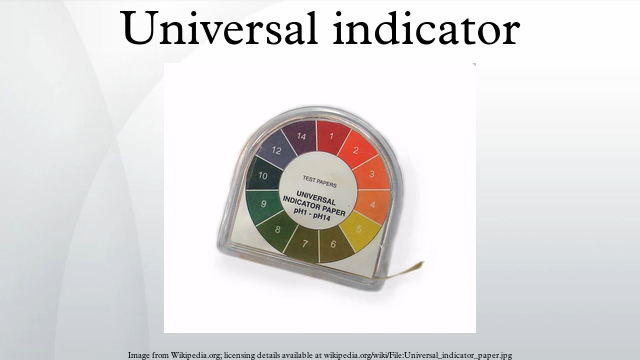 Universal indicator
14
1
2
3
4
5
6
7
8
9
10
12
TEST PAPERS
UNIVERSAL
INDICATOR PAPER
pH1 - pH14
Image from Wikipedia.org; licensing details available at wikipedia.org/wiki/File:Universal_indicator_paper.jpg